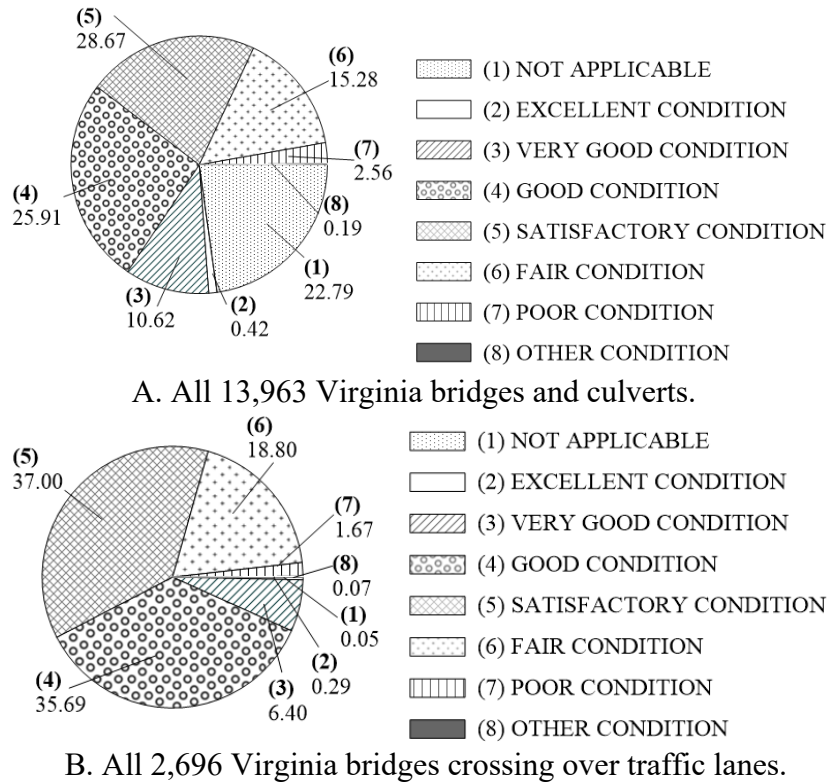 (5)
28.67
(6)
15.28
(7)
2.56
(8)
0.19
(1)
22.79
(2)
0.42
(3)
10.62
(4)
25.91
(1) NOT APPLICABLE
(2) EXCELLENT CONDITION
(3) VERY GOOD CONDITION
(4) GOOD CONDITION
(5) SATISFACTORY CONDITION
(6) FAIR CONDITION
(7) POOR CONDITION
(8) OTHER CONDITION
A. All 13,963 Virginia bridges and culverts.
(5)
37.00
(6)
18.80
(7)
1.67
(8)
0.07
(1)
0.05
(2)
0.29
(3)
6.40
(4)
35.69
(1) NOT APPLICABLE
(2) EXCELLENT CONDITION
(3) VERY GOOD CONDITION
(4) GOOD CONDITION
(5) SATISFACTORY CONDITION
(6) FAIR CONDITION
(7) POOR CONDITION
(8) OTHER CONDITION
B. All 2,696 Virginia bridges crossing over traffic lanes.